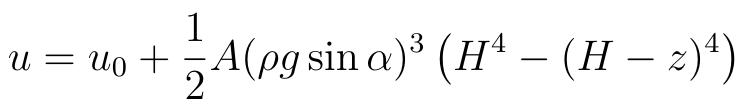 u = u_0 + \frac{1}{2} A (\rho g \sin \alpha)^3 \left( H^4 - (H - z)^4 \right)